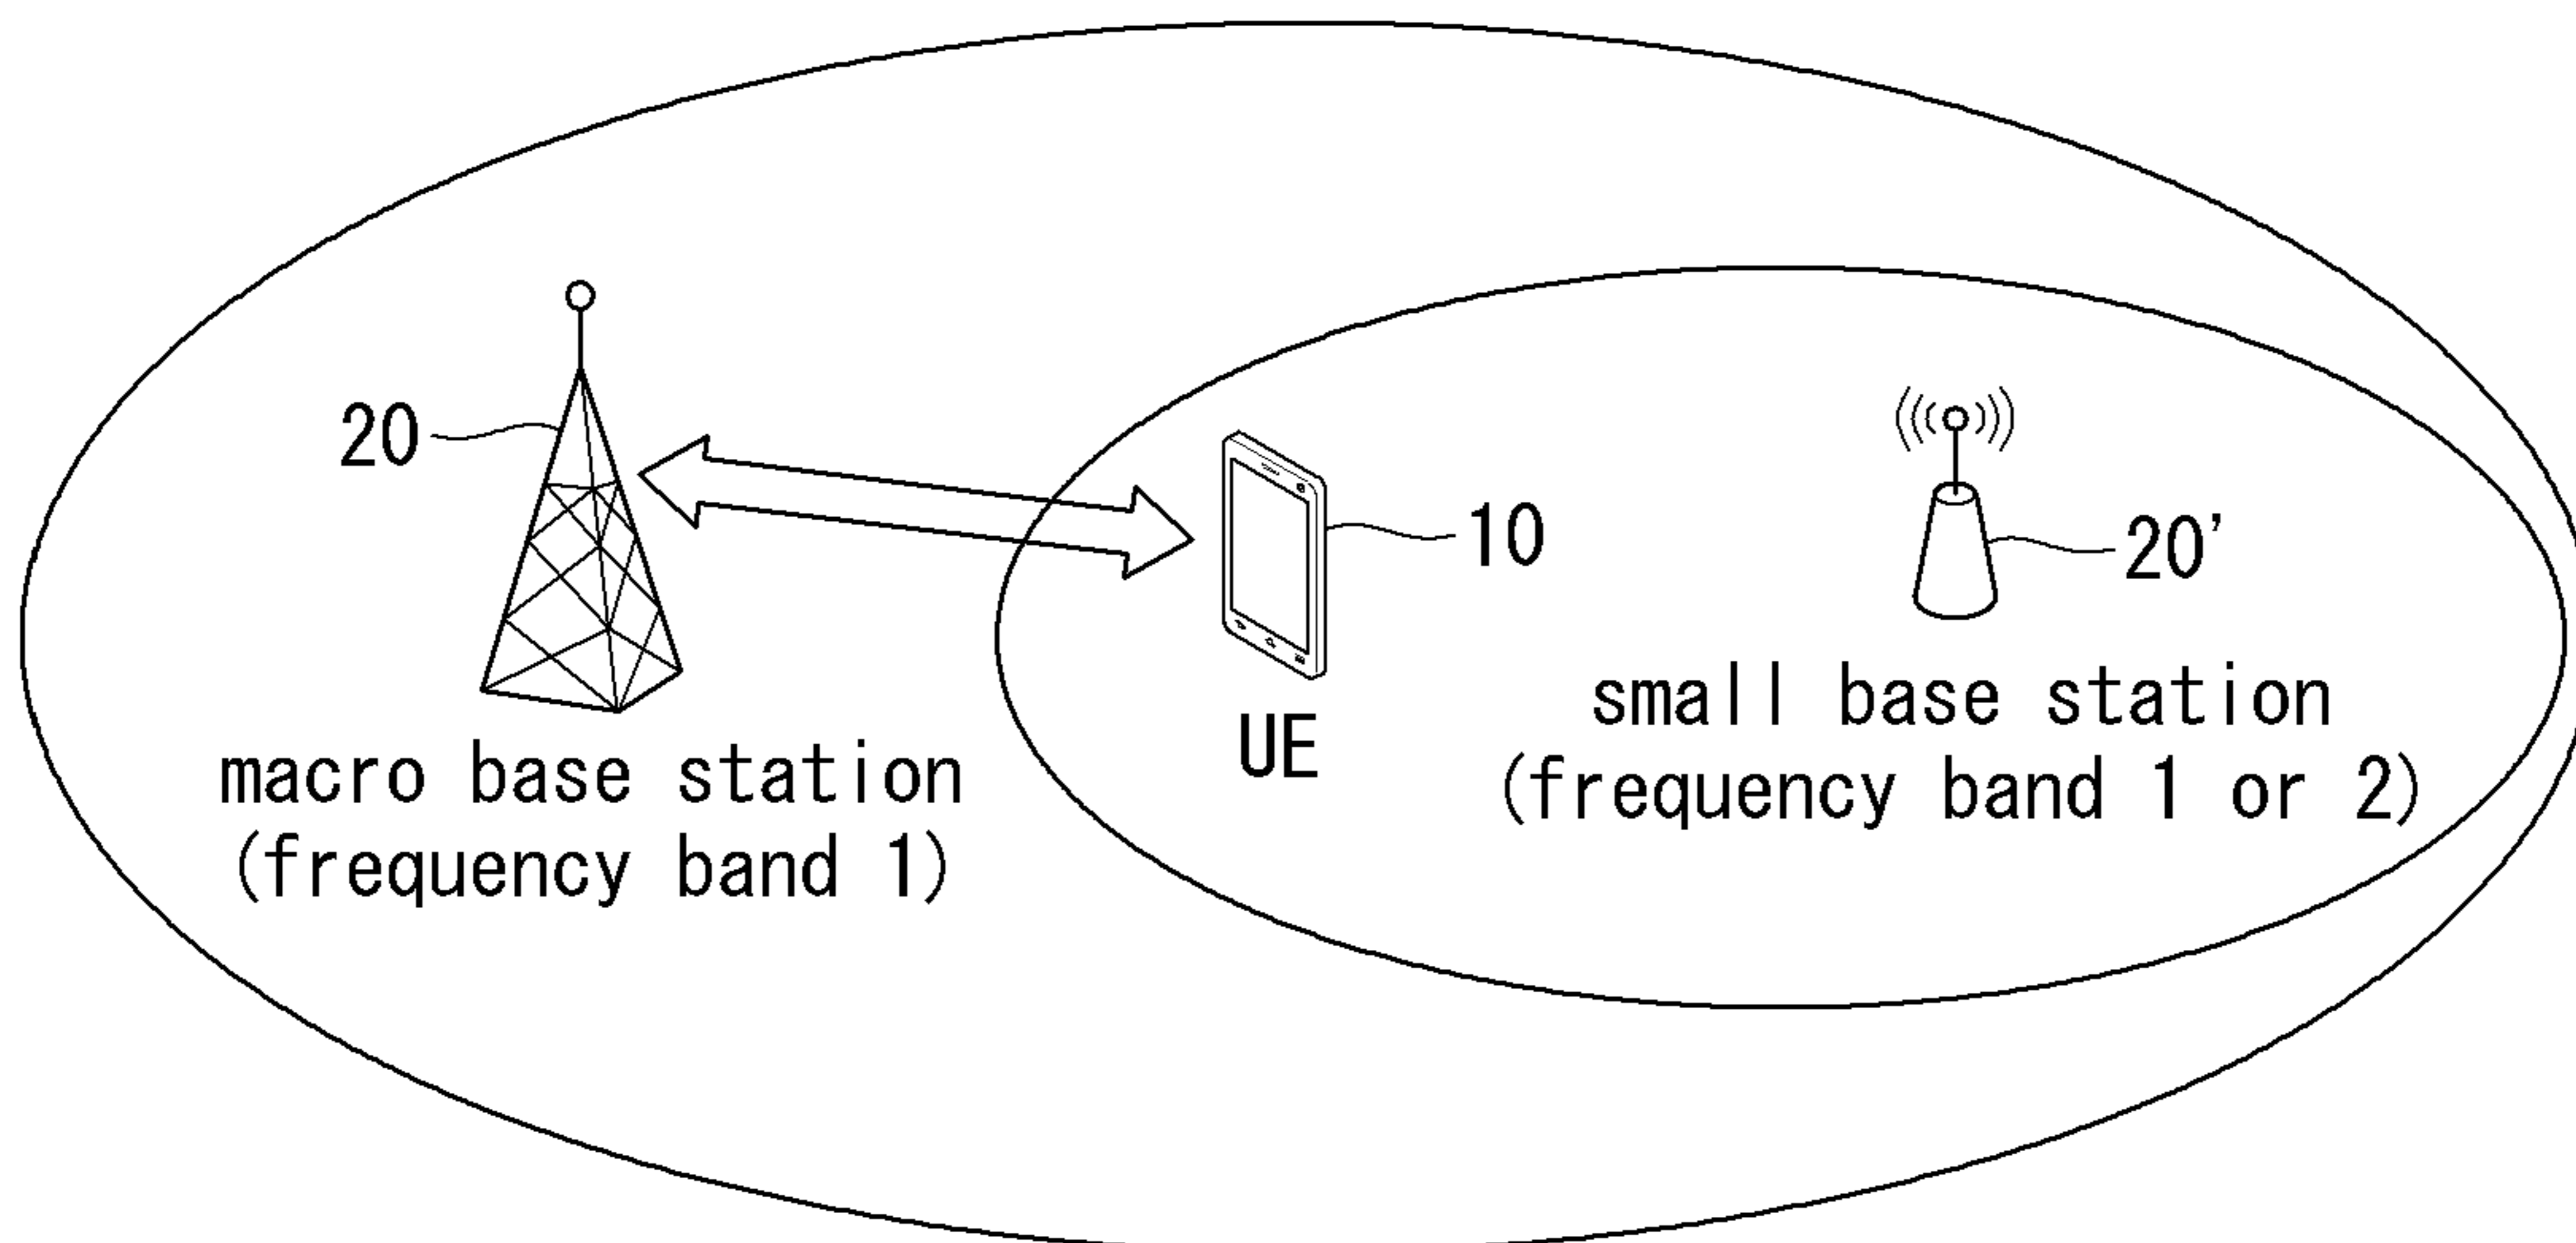 20
10
20'
UE
small base station
(frequency band 1 or 2)
macro base station
(frequency band 1)